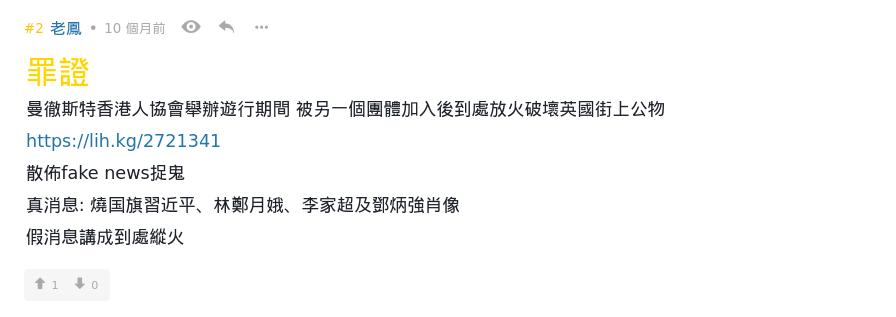 #2 老鳳 • 10 個月前
罪證
曼徹斯特香港人協會舉辦遊行期間 被另一個團體加入後到處放火破壞英國街上公物
https://lih.kg/2721341
散佈fake news捉鬼
真消息: 燒国旗習近平、林鄭月娥、李家超及鄧炳強肖像
假消息講成到處縱火
1 0